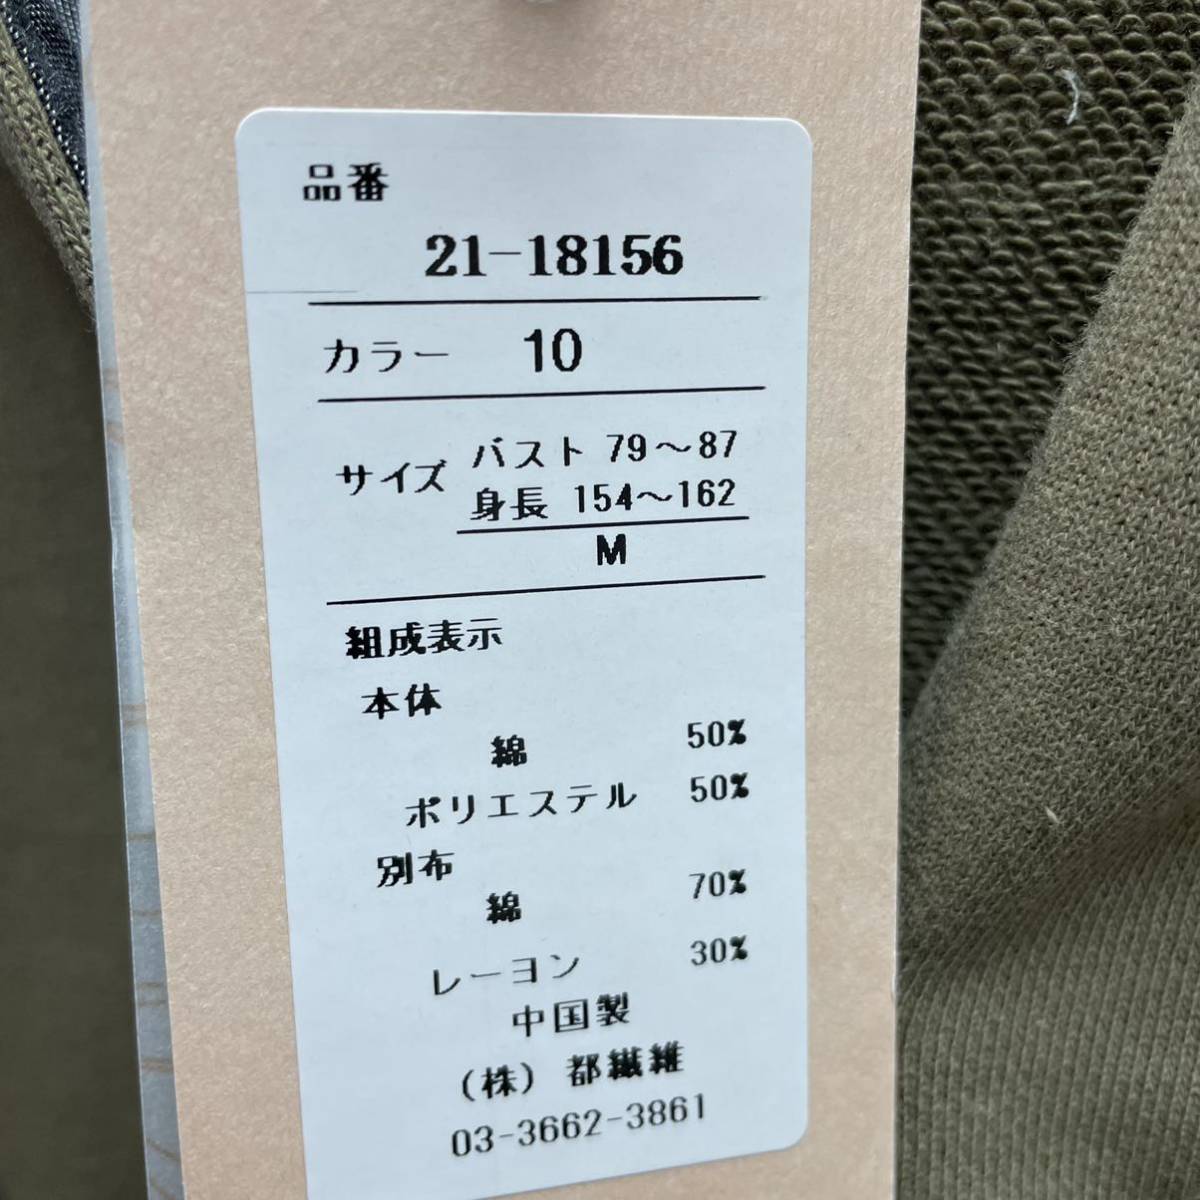 品番
21-18156
カラー 10
サイズ バスト 79～87
身長 154～162
M
組成表示
本体
綿 50%
ポリエステル 50%
別布
綿 70%
レーヨン 30%
中国製
(株) 都繊維
03-3662-3861